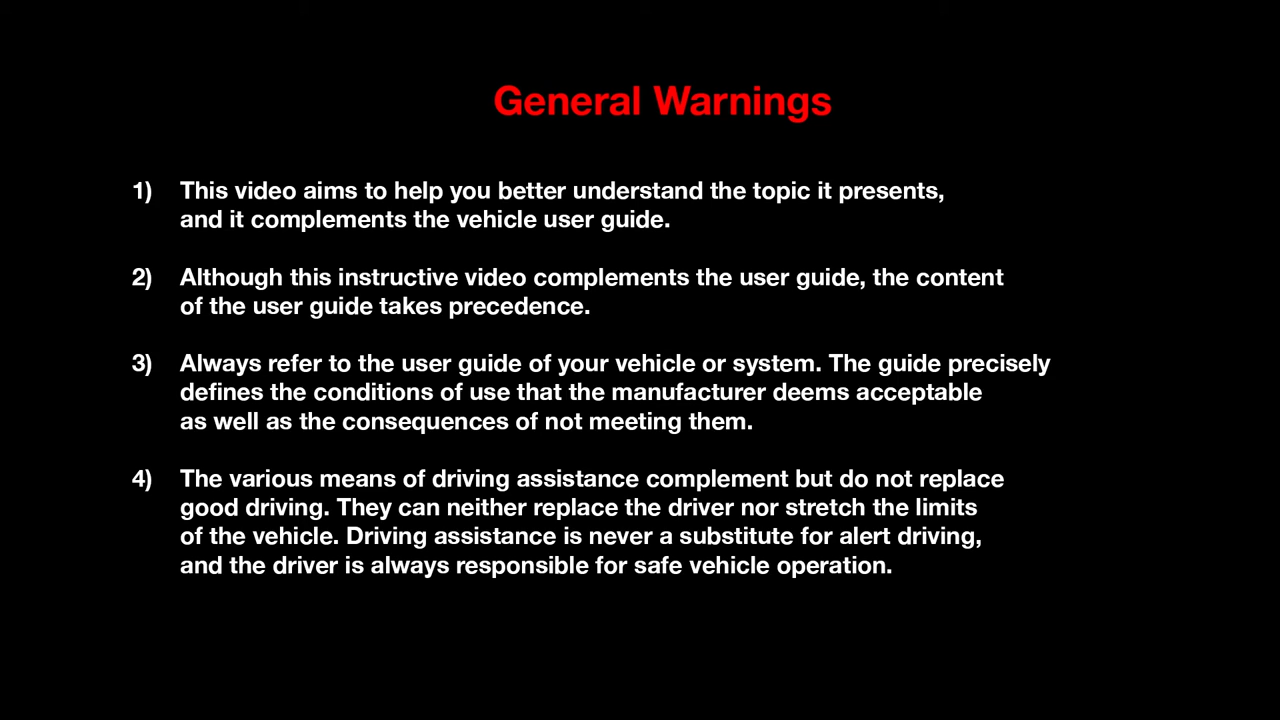 General Warnings
1) This video aims to help you better understand the topic it presents,
and it complements the vehicle user guide.
2) Although this instructive video complements the user guide, the content
of the user guide takes precedence.
3) Always refer to the user guide of your vehicle or system. The guide precisely
defines the conditions of use that the manufacturer deems acceptable
as well as the consequences of not meeting them.
4) The various means of driving assistance complement but do not replace
good driving. They can neither replace the driver nor stretch the limits
of the vehicle. Driving assistance is never a substitute for alert driving,
and the driver is always responsible for safe vehicle operation.